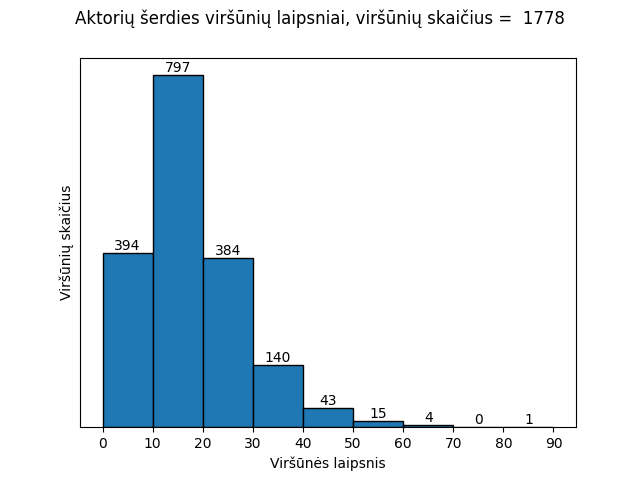 Aktorių šerdies viršūnių laipsniai, viršūnių skaičius =  1778
797
394
384
140
43
15
4
0
1
Viršūnių skaičius
0 10 20 30 40 50 60 70 80 90
Viršūnės laipsnis